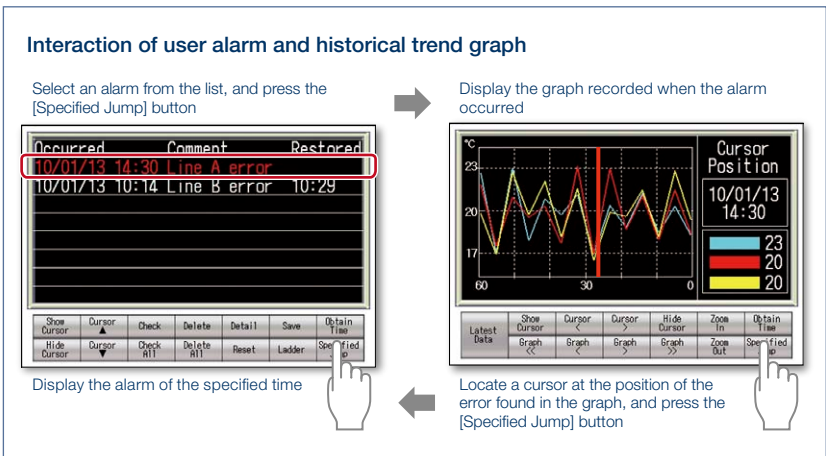 Interaction of user alarm and historical trend graph
Select an alarm from the list, and press the
[Specified Jump] button
Display the graph recorded when the alarm
occurred
Occurred Comment Restored
10/01/13 14:30 Line A error
10/01/13 10:14 Line B error 10:29
Show Cursor
Cursor ▲
Check
Delete
Detail
Save
Obtain Time
Hide Cursor
Cursor ▼
Check All
Delete All
Reset
Ladder
°C
23
20
17
60 30 0
Cursor
Position
10/01/13
14:30
23
20
20
Latest Data
Show Cursor
Cursor <
Cursor >
Hide Cursor
Zoom In
Obtain Time
Graph <<
Graph <
Graph >
Graph >>
Zoom Out
Display the alarm of the specified time
Locate a cursor at the position of the
error found in the graph, and press the
[Specified Jump] button